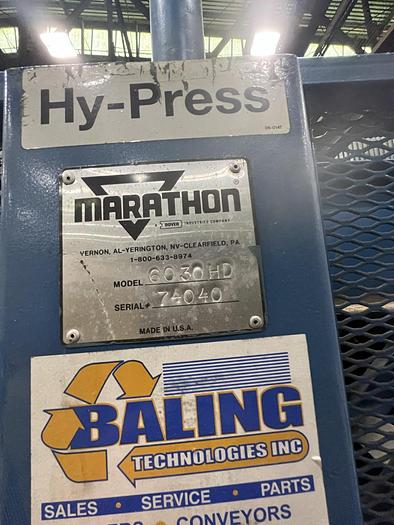 Hy-Press
MARATHON®
A DOVER INDUSTRIES COMPANY
VERNON, AL-YERINGTON, NV-CLEARFIELD, PA
1-800-633-8974
MODEL 6030HD
SERIAL# 74040
MADE IN U.S.A.
BALING
TECHNOLOGIES INC
SALES • SERVICE • PARTS
CONVEYORS